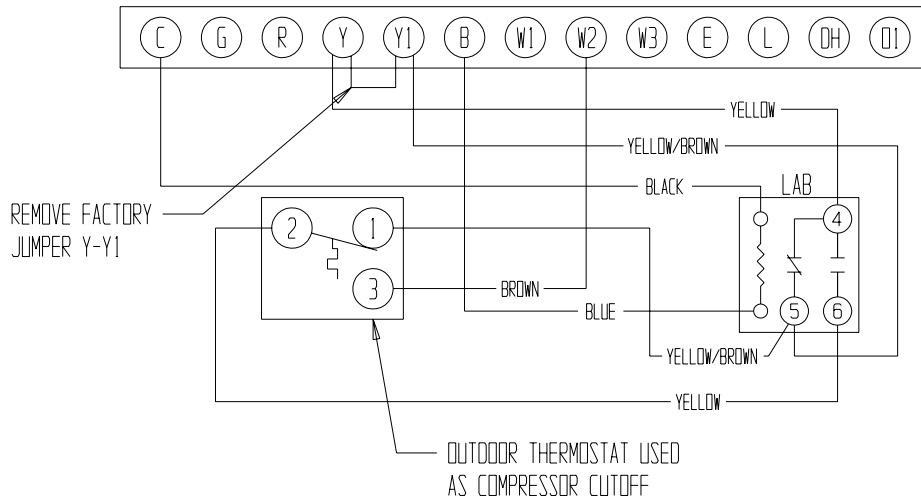 C G R Y Y1 B W1 W2 W3 E L DH O1
YELLOW
YELLOW/BROWN
BLACK
LAB
REMOVE FACTORY
JUMPER Y-Y1
2 1
4
3
BROWN
BLUE
5 6
YELLOW/BROWN
YELLOW
OUTDOOR THERMOSTAT USED
AS COMPRESSOR CUTOFF